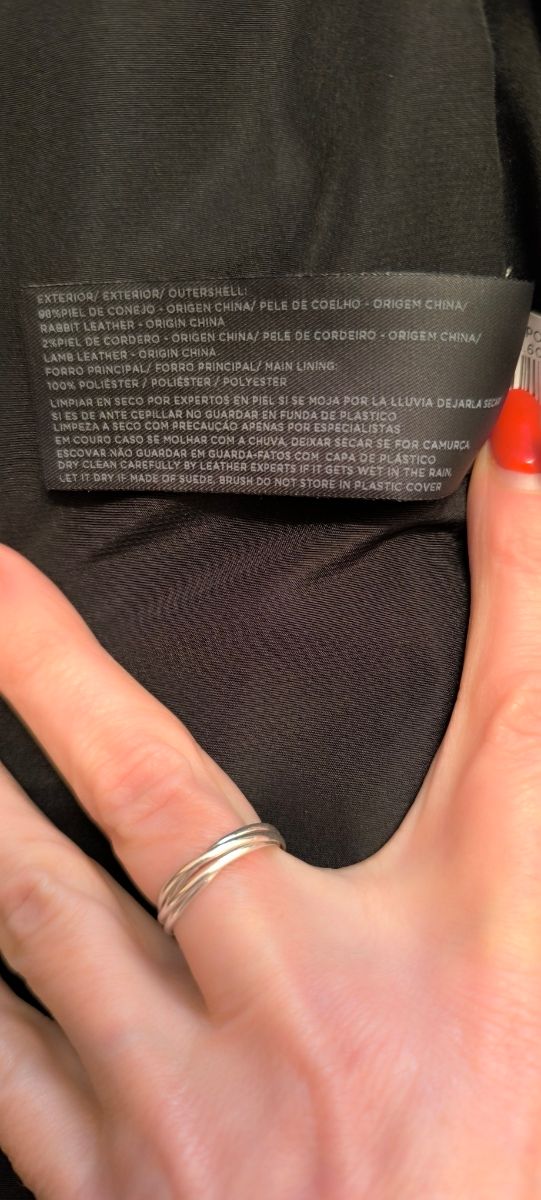 EXTERIOR/ EXTERIOR/ OUTERSHELL:
98%PIEL DE CONEJO - ORIGEN CHINA/ PELE DE COELHO - ORIGEM CHINA/
RABBIT LEATHER - ORIGIN CHINA
2%PIEL DE CORDERO - ORIGEN CHINA/ PELE DE CORDEIRO - ORIGEM CHINA/
LAMB LEATHER - ORIGIN CHINA
FORRO PRINCIPAL/ FORRO PRINCIPAL/ MAIN LINING:
100% POLIÉSTER / POLIÉSTER / POLYESTER
LIMPIAR EN SECO POR EXPERTOS EN PIEL SI SE MOJA POR LA LLUVIA DEJARLA SECAR
SI ES DE ANTE CEPILLAR NO GUARDAR EN FUNDA DE PLASTICO
LIMPEZA A SECO COM PRECAUÇÃO APENAS POR ESPECIALISTAS
EM COURO CASO SE MOLHAR COM A CHUVA, DEIXAR SECAR SE FOR CAMURÇA
ESCOVAR NÃO GUARDAR EM GUARDA-FATOS COM CAPA DE PLÁSTICO
DRY CLEAN CAREFULLY BY LEATHER EXPERTS IF IT GETS WET IN THE RAIN,
LET IT DRY IF MADE OF SUEDE, BRUSH DO NOT STORE IN PLASTIC COVER